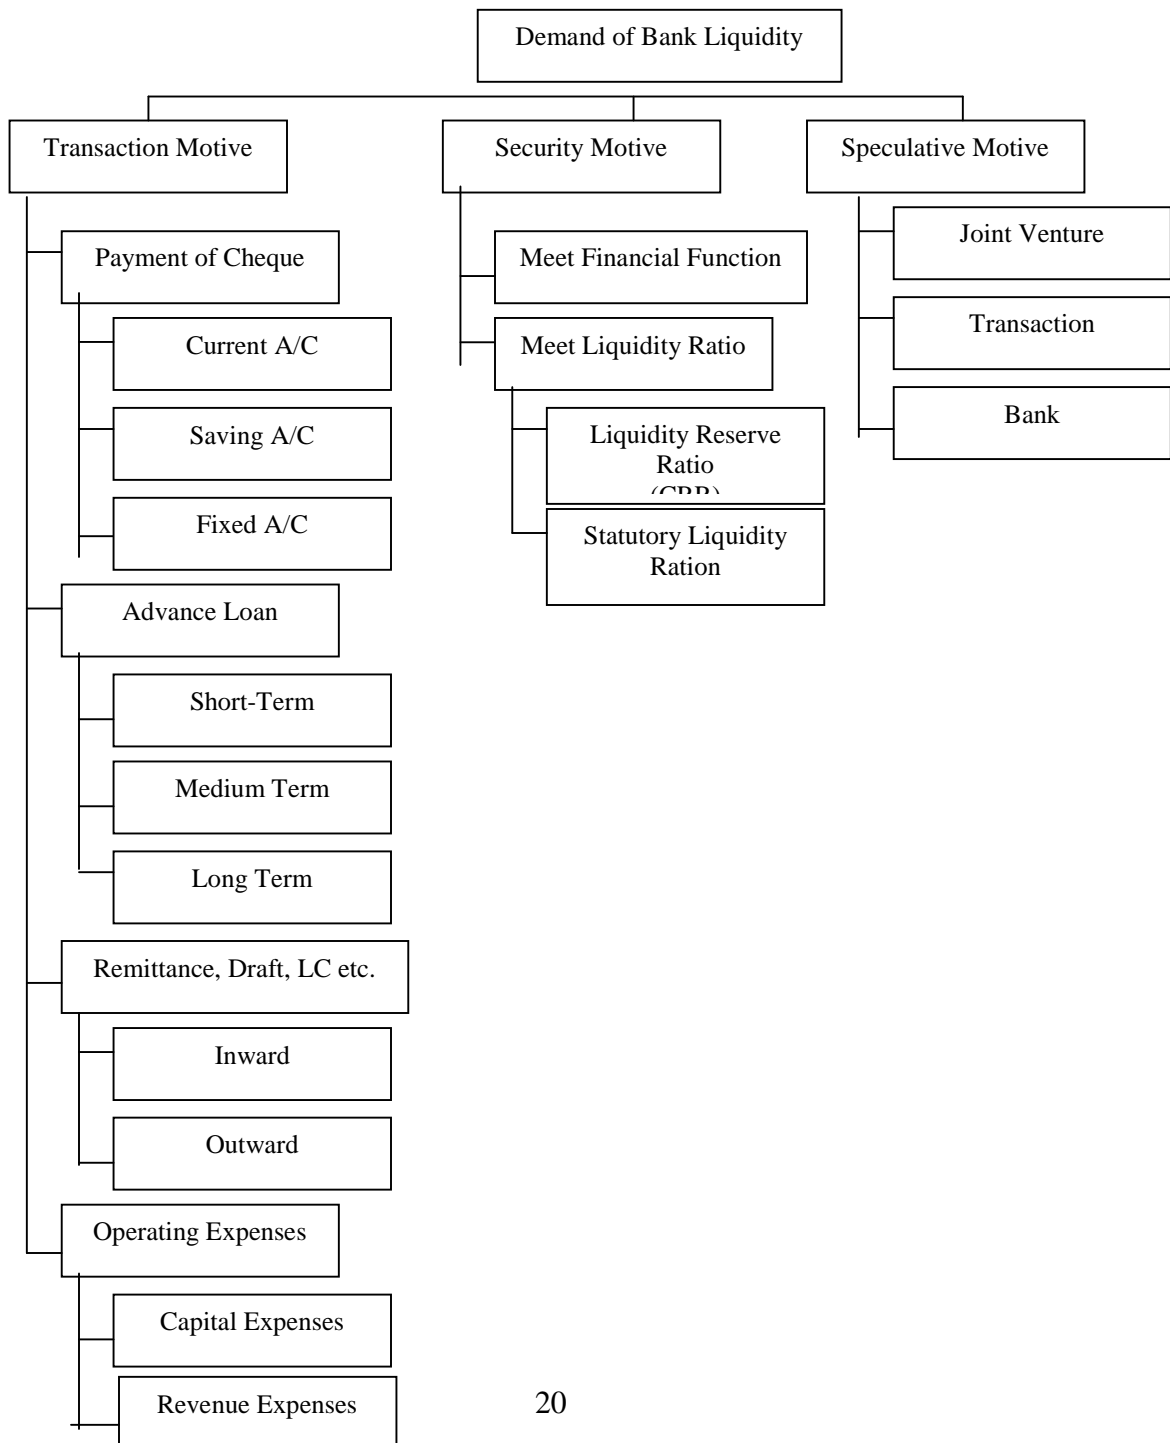 Demand of Bank Liquidity
Transaction Motive
Security Motive
Speculative Motive
Payment of Cheque
Current A/C
Saving A/C
Fixed A/C
Advance Loan
Short-Term
Medium Term
Long Term
Remittance, Draft, LC etc.
Inward
Outward
Operating Expenses
Capital Expenses
Revenue Expenses
Meet Financial Function
Meet Liquidity Ratio
Liquidity Reserve
Ratio
Statutory Liquidity
Ration
Joint Venture
Transaction
Bank
20